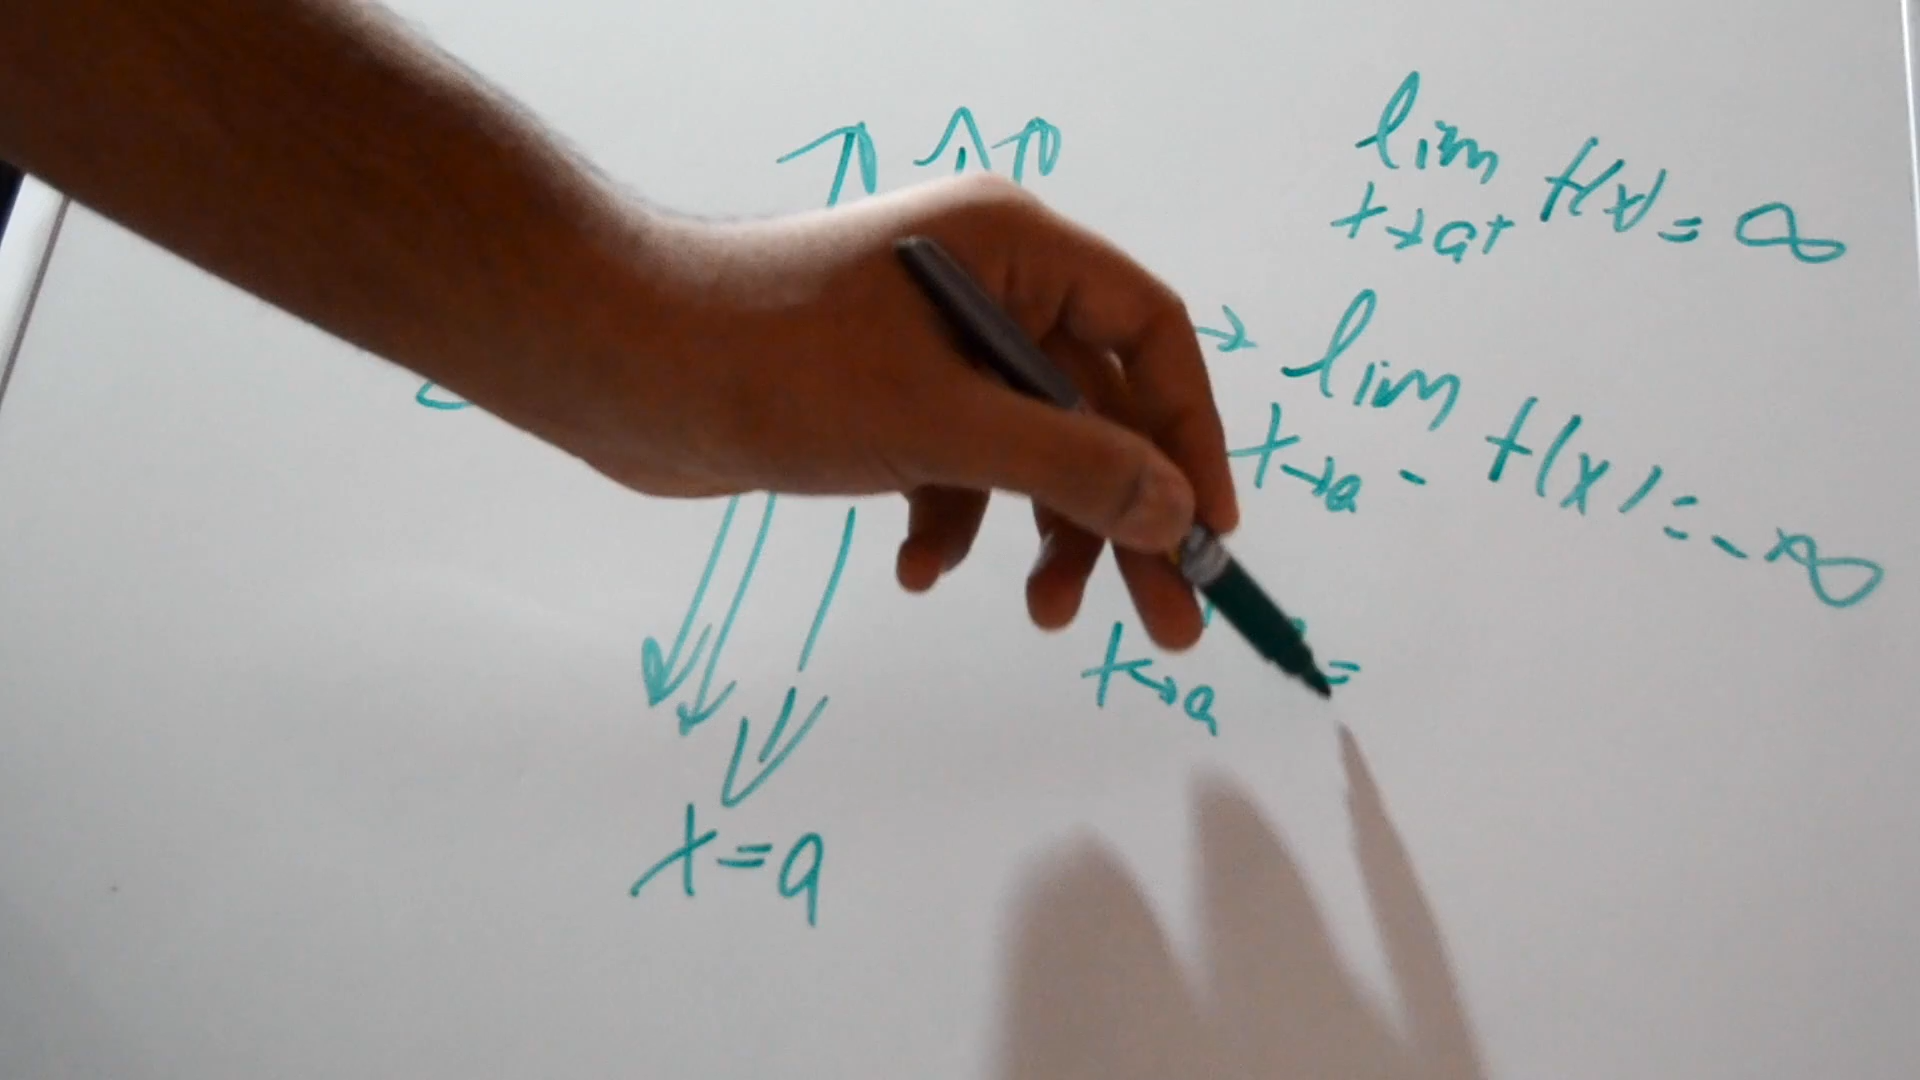 lim f(x) = ∞
x→a+
→ lim f(x) = -∞
x→a-
x→a =
x=a